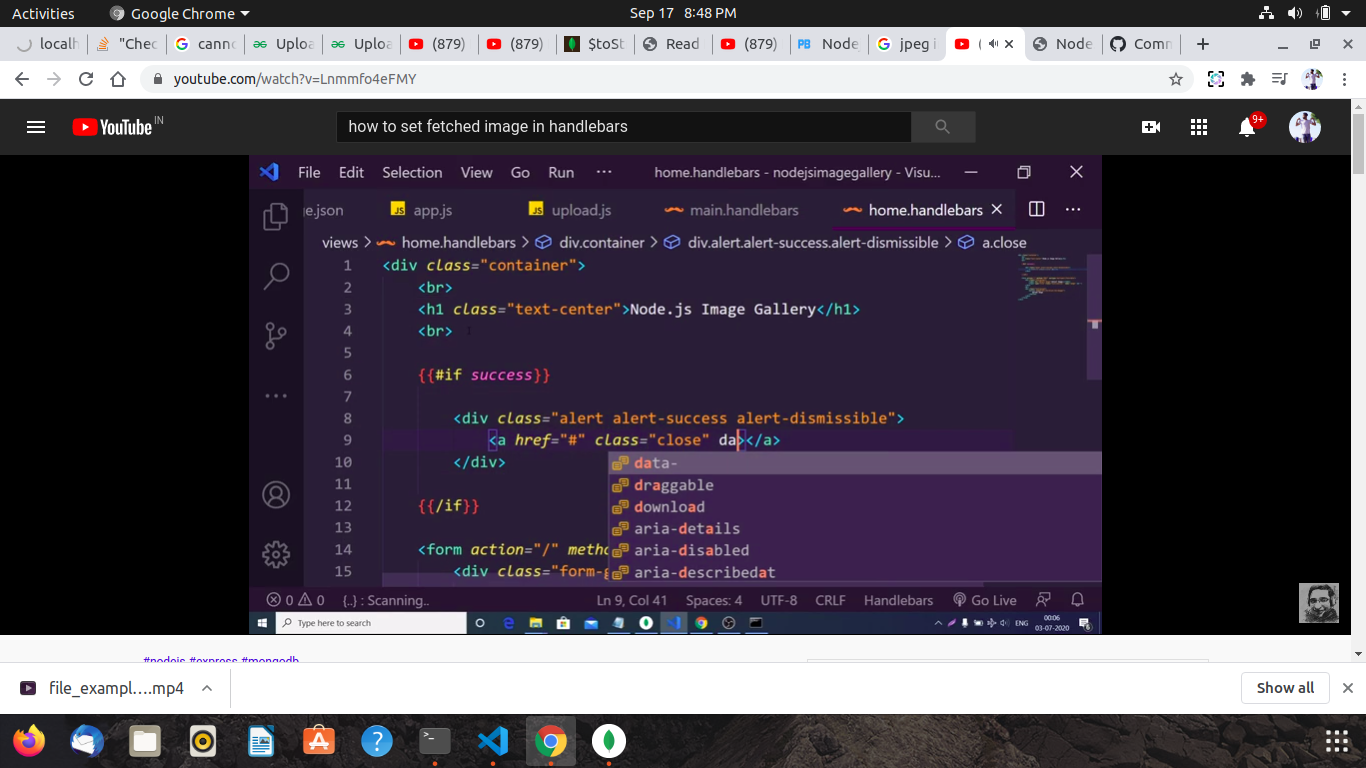 Activities Google Chrome Sep 17 8:48 PM
localh "Chec cannc Uploa Uploa (879) (879) $toSt Read (879) PB Node jpeg i ( Node Comm
youtube.com/watch?v=Lnmmfo4eFMY
YouTube IN how to set fetched image in handlebars 9+
File Edit Selection View Go Run ··· home.handlebars - nodejsimagegallery - Visu...
je.json JS app.js JS upload.js main.handlebars home.handlebars
views > home.handlebars > div.container > div.alert.alert-success.alert-dismissible > a.close
1 <div class="container">
2 <br>
3 <h1 class="text-center">Node.js Image Gallery</h1>
4 <br>
5
6 {{#if success}}
7
8 <div class="alert alert-success alert-dismissible">
9 <a href="#" class="close" da></a>
10 </div> data-
11 draggable
12 {{/if}} download
13 aria-details
14 <form action="/" metho aria-disabled
15 <div class="form-g aria-describedat
0 0 {..} : Scanning.. Ln 9, Col 41 Spaces: 4 UTF-8 CRLF Handlebars Go Live
Type here to search ENG 00:06
03-07-2020
#nodejs #express #mongodb
file_exampl....mp4 Show all